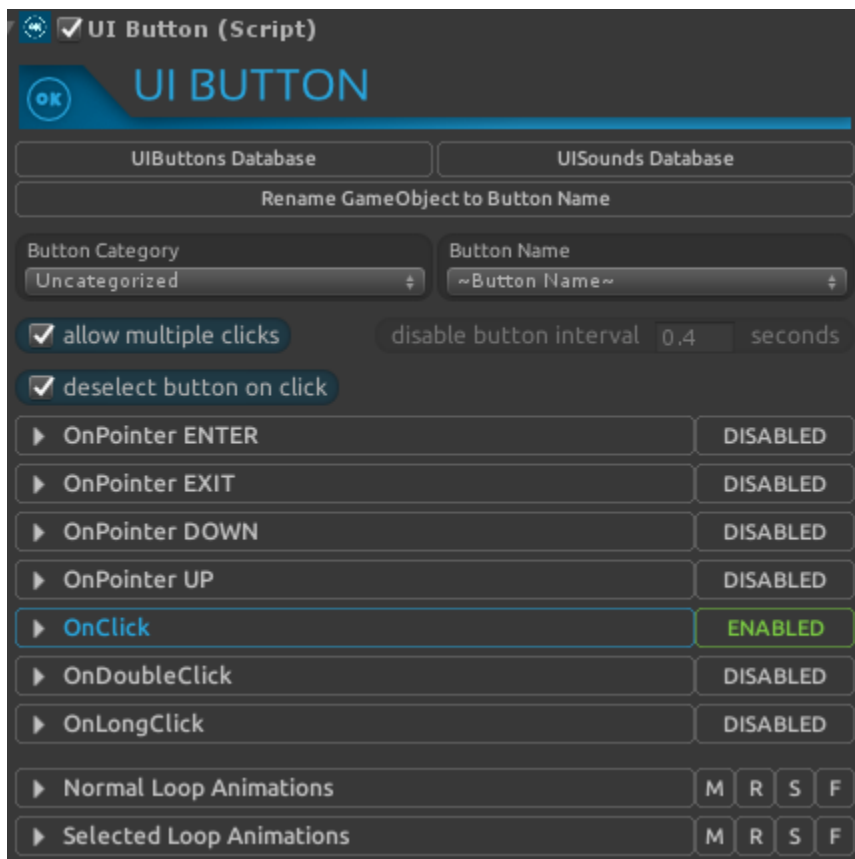 UI Button (Script)
OK UI BUTTON
UIButtons Database UISounds Database
Rename GameObject to Button Name
Button Category Button Name
Uncategorized ~Button Name~
allow multiple clicks disable button interval 0.4 seconds
deselect button on click
OnPointer ENTER DISABLED
OnPointer EXIT DISABLED
OnPointer DOWN DISABLED
OnPointer UP DISABLED
OnClick ENABLED
OnDoubleClick DISABLED
OnLongClick DISABLED
Normal Loop Animations M R S F
Selected Loop Animations M R S F